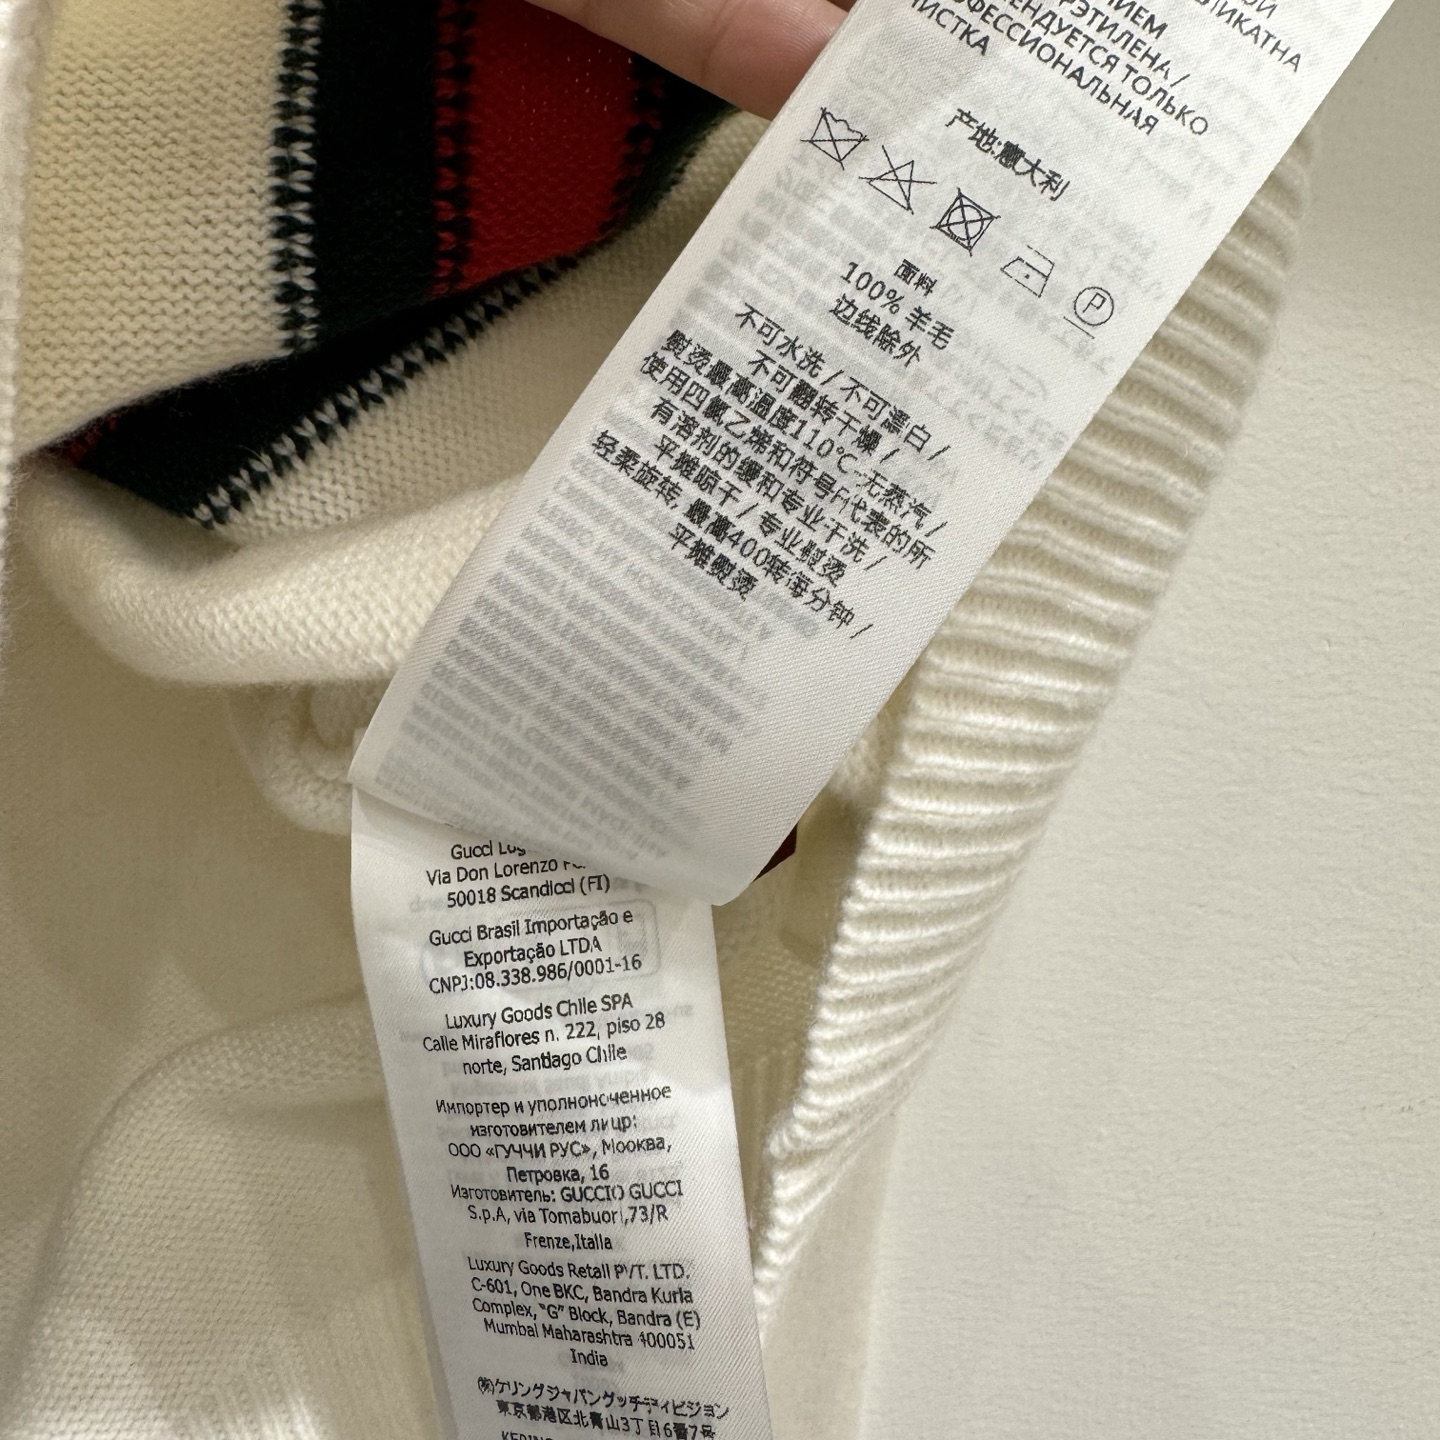 ИКАТНА
НИЕМ
РЭТИЛЕНА /
ЕНДУЕТСЯ ТОЛЬКО
ОФЕССИОНАЛЬНАЯ
ИСТКА
产地:意大利
P
面料
100% 羊毛
边线除外
不可水洗 / 不可漂白 /
不可翻转干燥 /
熨烫最高温度110℃-无蒸汽 /
使用四氯乙烯和符号F代表的所
有溶剂的缓和专业干洗 /
平摊晾干 / 专业熨烫
轻柔旋转, 最高400转每分钟 /
平摊熨烫
Gucci
Via Don Lorenzo
50018 Scandicci (FI)
Gucci Brasil Importação e
Exportação LTDA
CNPJ:08.338.986/0001-16
Luxury Goods Chile SPA
Calle Miraflores n. 222, piso 28
norte, Santiago Chile
Импортер и уполномоченное
изготовителем лицо:
ООО «ГУЧЧИ РУС», Москва,
Петровка, 16
Изготовитель: GUCCIO GUCCI
S.p.A, via Tornabuoni,73/R
Firenze,Italia
Luxury Goods Retail PVT. LTD.
C-601, One BKC, Bandra Kurla
Complex, "G" Block, Bandra (E)
Mumbai Maharashtra 400051
India
㈱ケリングジャパングッチディビジョン
東京都港区北青山3丁目6番7号
KERING